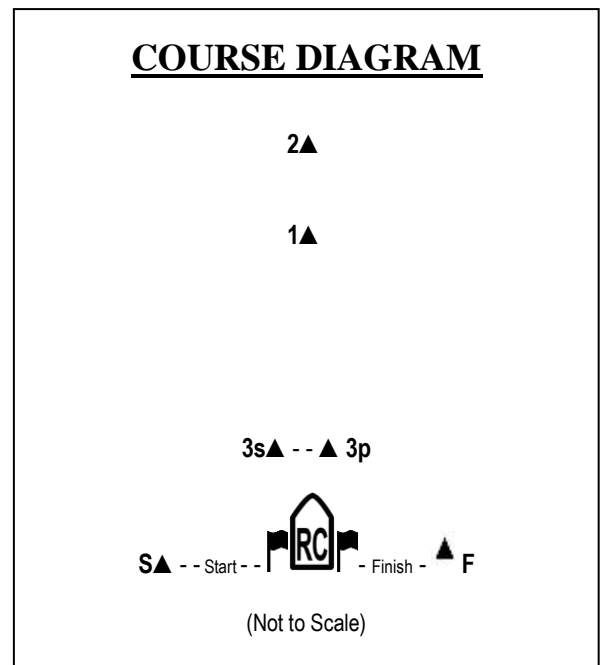 COURSE DIAGRAM
2▲
1▲
3s▲ - - ▲ 3p
RC
S▲ - - Start - - - Finish - ▲ F
(Not to Scale)